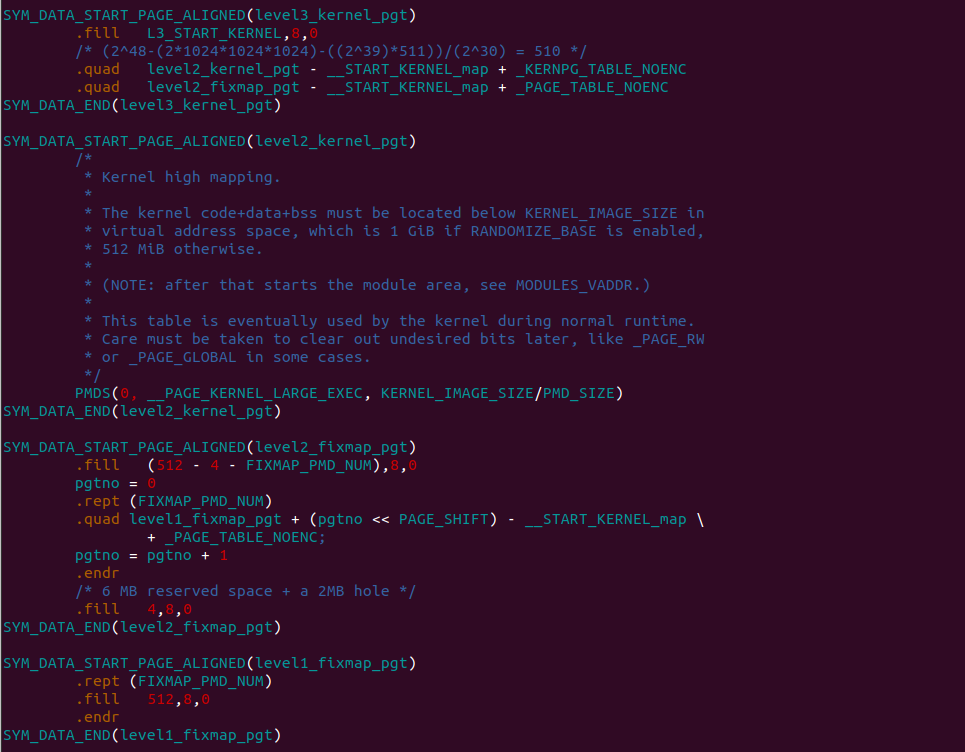 SYM_DATA_START_PAGE_ALIGNED(level3_kernel_pgt)
        .fill   L3_START_KERNEL,8,0
        /* (2^48-(2*1024*1024*1024)-((2^39)*511))/(2^30) = 510 */
        .quad   level2_kernel_pgt - __START_KERNEL_map + _KERNPG_TABLE_NOENC
        .quad   level2_fixmap_pgt - __START_KERNEL_map + _PAGE_TABLE_NOENC
SYM_DATA_END(level3_kernel_pgt)

SYM_DATA_START_PAGE_ALIGNED(level2_kernel_pgt)
        /*
         * Kernel high mapping.
         *
         * The kernel code+data+bss must be located below KERNEL_IMAGE_SIZE in
         * virtual address space, which is 1 GiB if RANDOMIZE_BASE is enabled,
         * 512 MiB otherwise.
         *
         * (NOTE: after that starts the module area, see MODULES_VADDR.)
         *
         * This table is eventually used by the kernel during normal runtime.
         * Care must be taken to clear out undesired bits later, like _PAGE_RW
         * or _PAGE_GLOBAL in some cases.
         */
        PMDS(0, __PAGE_KERNEL_LARGE_EXEC, KERNEL_IMAGE_SIZE/PMD_SIZE)
SYM_DATA_END(level2_kernel_pgt)

SYM_DATA_START_PAGE_ALIGNED(level2_fixmap_pgt)
        .fill   (512 - 4 - FIXMAP_PMD_NUM),8,0
        pgtno = 0
        .rept (FIXMAP_PMD_NUM)
        .quad level1_fixmap_pgt + (pgtno << PAGE_SHIFT) - __START_KERNEL_map \
                + _PAGE_TABLE_NOENC;
        pgtno = pgtno + 1
        .endr
        /* 6 MB reserved space + a 2MB hole */
        .fill   4,8,0
SYM_DATA_END(level2_fixmap_pgt)

SYM_DATA_START_PAGE_ALIGNED(level1_fixmap_pgt)
        .rept (FIXMAP_PMD_NUM)
        .fill   512,8,0
        .endr
SYM_DATA_END(level1_fixmap_pgt)